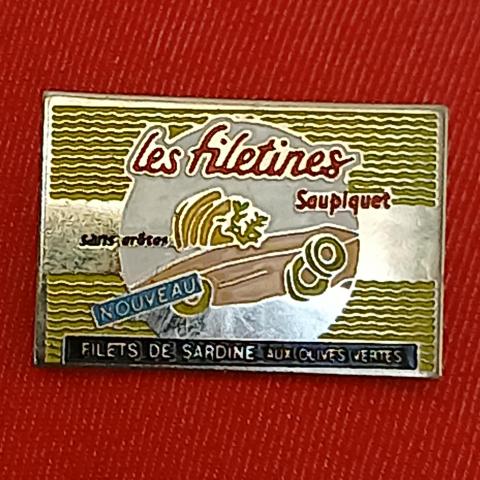 les filetines
Saupiquet
sans arêtes
NOUVEAU
FILETS DE SARDINE AUX OLIVES VERTES